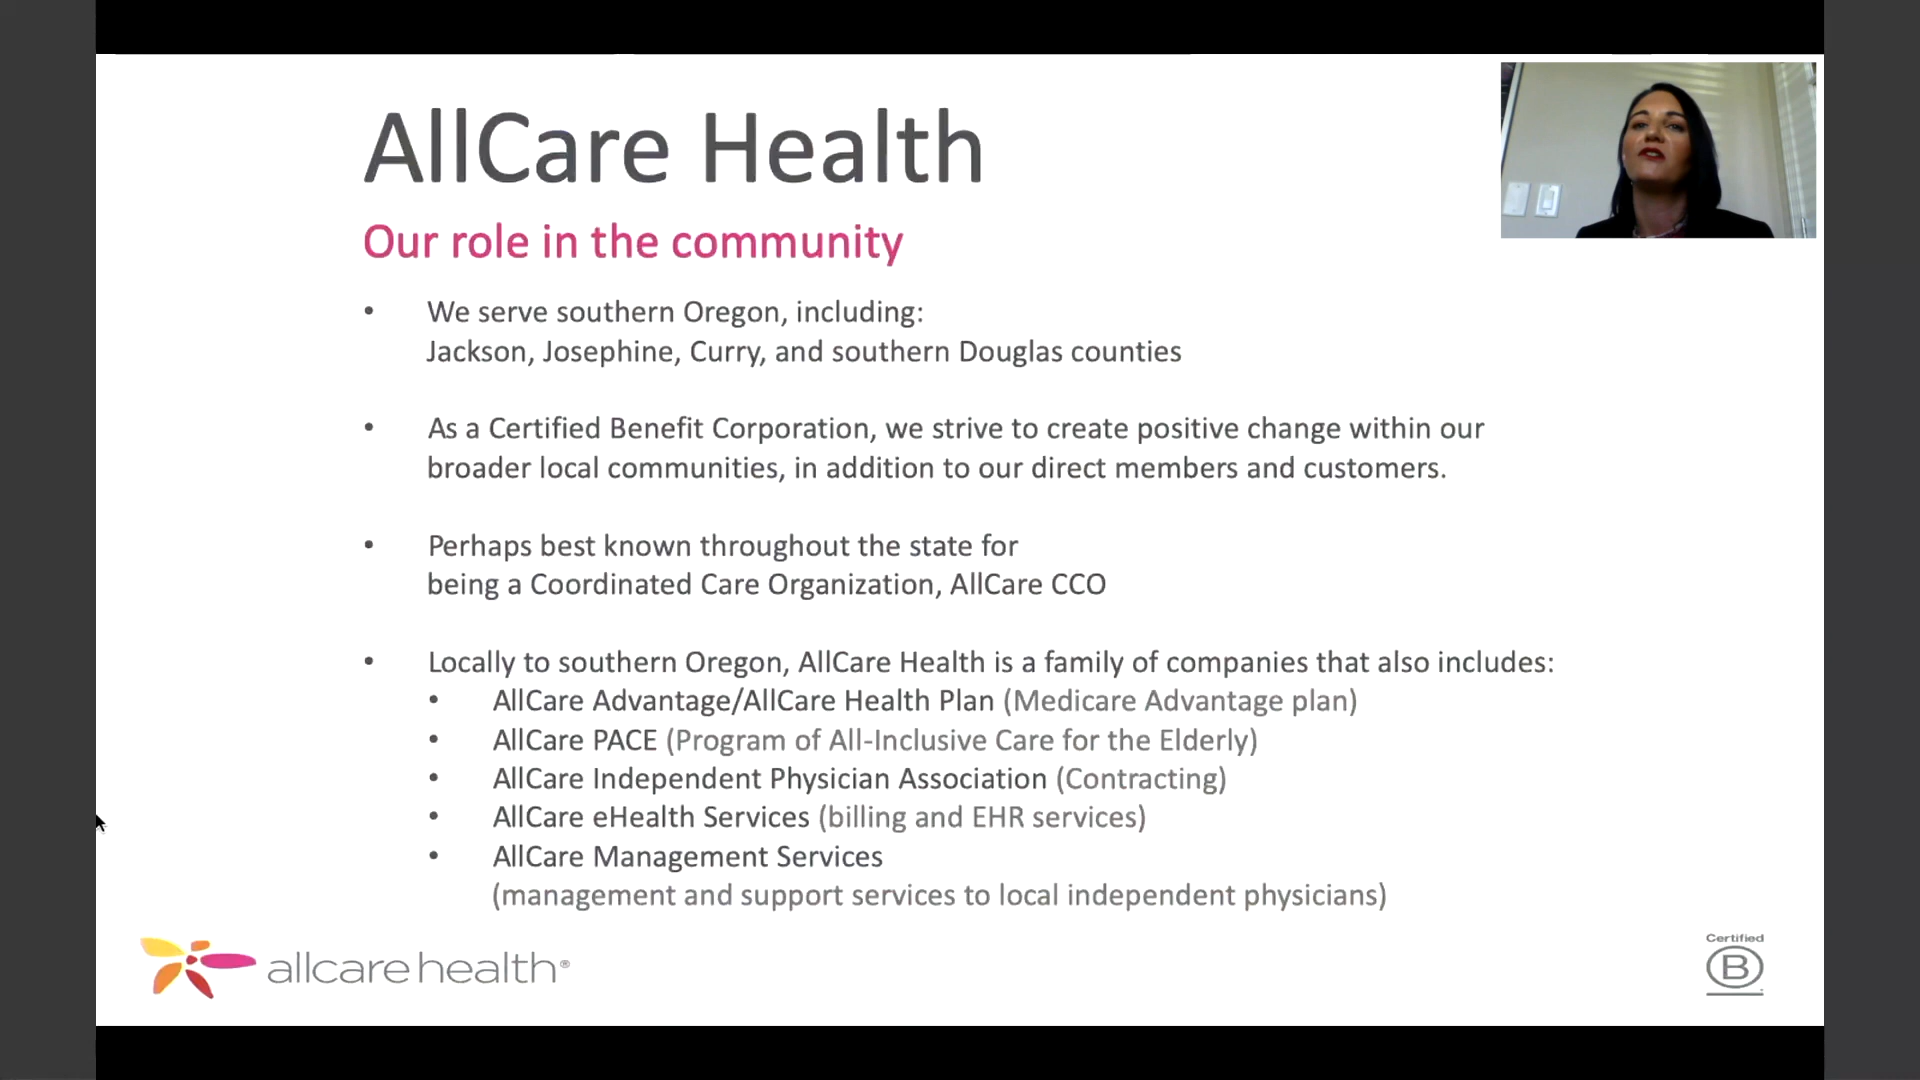 AllCare Health
Our role in the community
• We serve southern Oregon, including:
Jackson, Josephine, Curry, and southern Douglas counties
• As a Certified Benefit Corporation, we strive to create positive change within our
broader local communities, in addition to our direct members and customers.
• Perhaps best known throughout the state for
being a Coordinated Care Organization, AllCare CCO
• Locally to southern Oregon, AllCare Health is a family of companies that also includes:
• AllCare Advantage/AllCare Health Plan (Medicare Advantage plan)
• AllCare PACE (Program of All-Inclusive Care for the Elderly)
• AllCare Independent Physician Association (Contracting)
• AllCare eHealth Services (billing and EHR services)
• AllCare Management Services
(management and support services to local independent physicians)
allcare health®
Certified
B